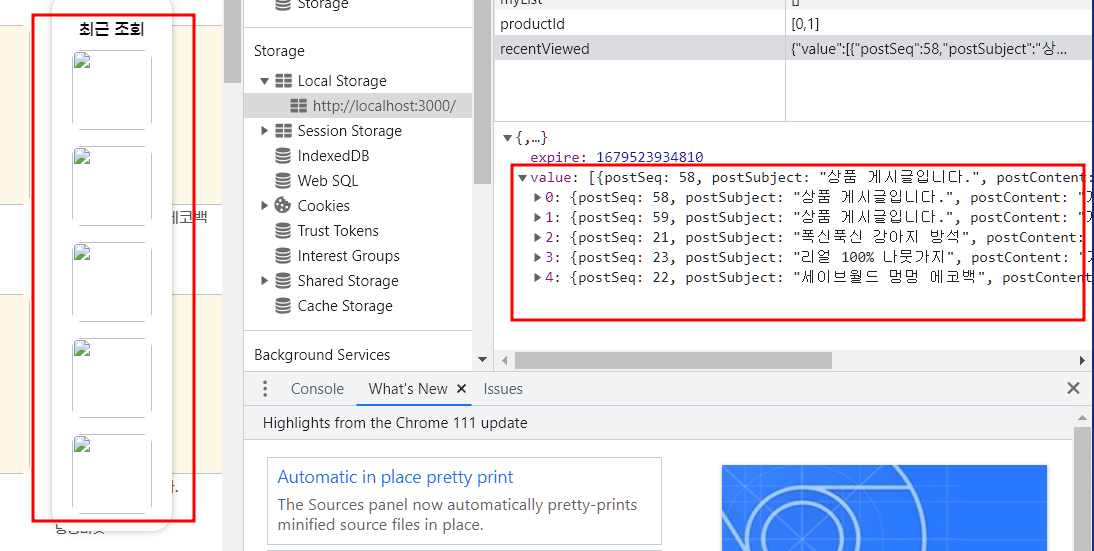 최근 조회
에코백
Storage
Storage
Local Storage
http://localhost:3000/
Session Storage
IndexedDB
Web SQL
Cookies
Trust Tokens
Interest Groups
Shared Storage
Cache Storage
Background Services
myList []
productId [0,1]
recentViewed {"value":[{"postSeq":58,"postSubject":"상...
{,...}
expire: 1679523934810
value: [{postSeq: 58, postSubject: "상품 게시글입니다.", postContent:
0: {postSeq: 58, postSubject: "상품 게시글입니다.", postContent: "
1: {postSeq: 59, postSubject: "상품 게시글입니다.", postContent: "
2: {postSeq: 21, postSubject: "폭신푹신 강아지 방석", postContent:
3: {postSeq: 23, postSubject: "리얼 100% 나뭇가지", postContent: "
4: {postSeq: 22, postSubject: "세이브월드 멍멍 에코백", postContent
Console What's New Issues
Highlights from the Chrome 111 update
Automatic in place pretty print
The Sources panel now automatically pretty-prints
minified source files in place.